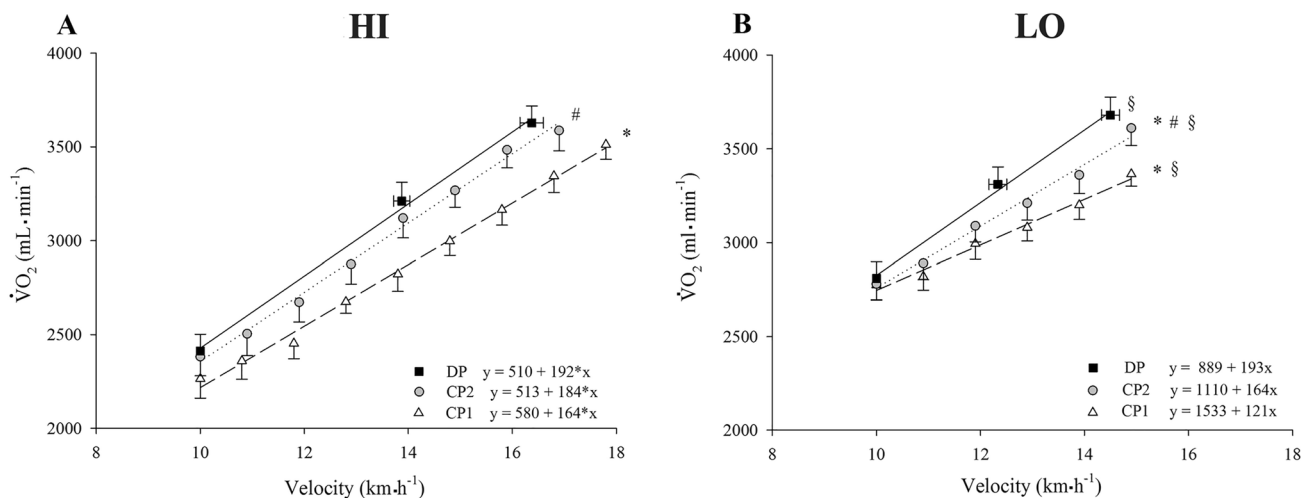 A HI
4000
3500
3000
2500
2000
V̇O2 (mL·min-1)
#
*
DP y = 510 + 192*x
CP2 y = 513 + 184*x
CP1 y = 580 + 164*x
8 10 12 14 16 18
Velocity (km·h-1)
B LO
4000
3500
3000
2500
2000
V̇O2 (ml·min-1)
§
* # §
* §
DP y = 889 + 193x
CP2 y = 1110 + 164x
CP1 y = 1533 + 121x
8 10 12 14 16 18
Velocity (km·h-1)